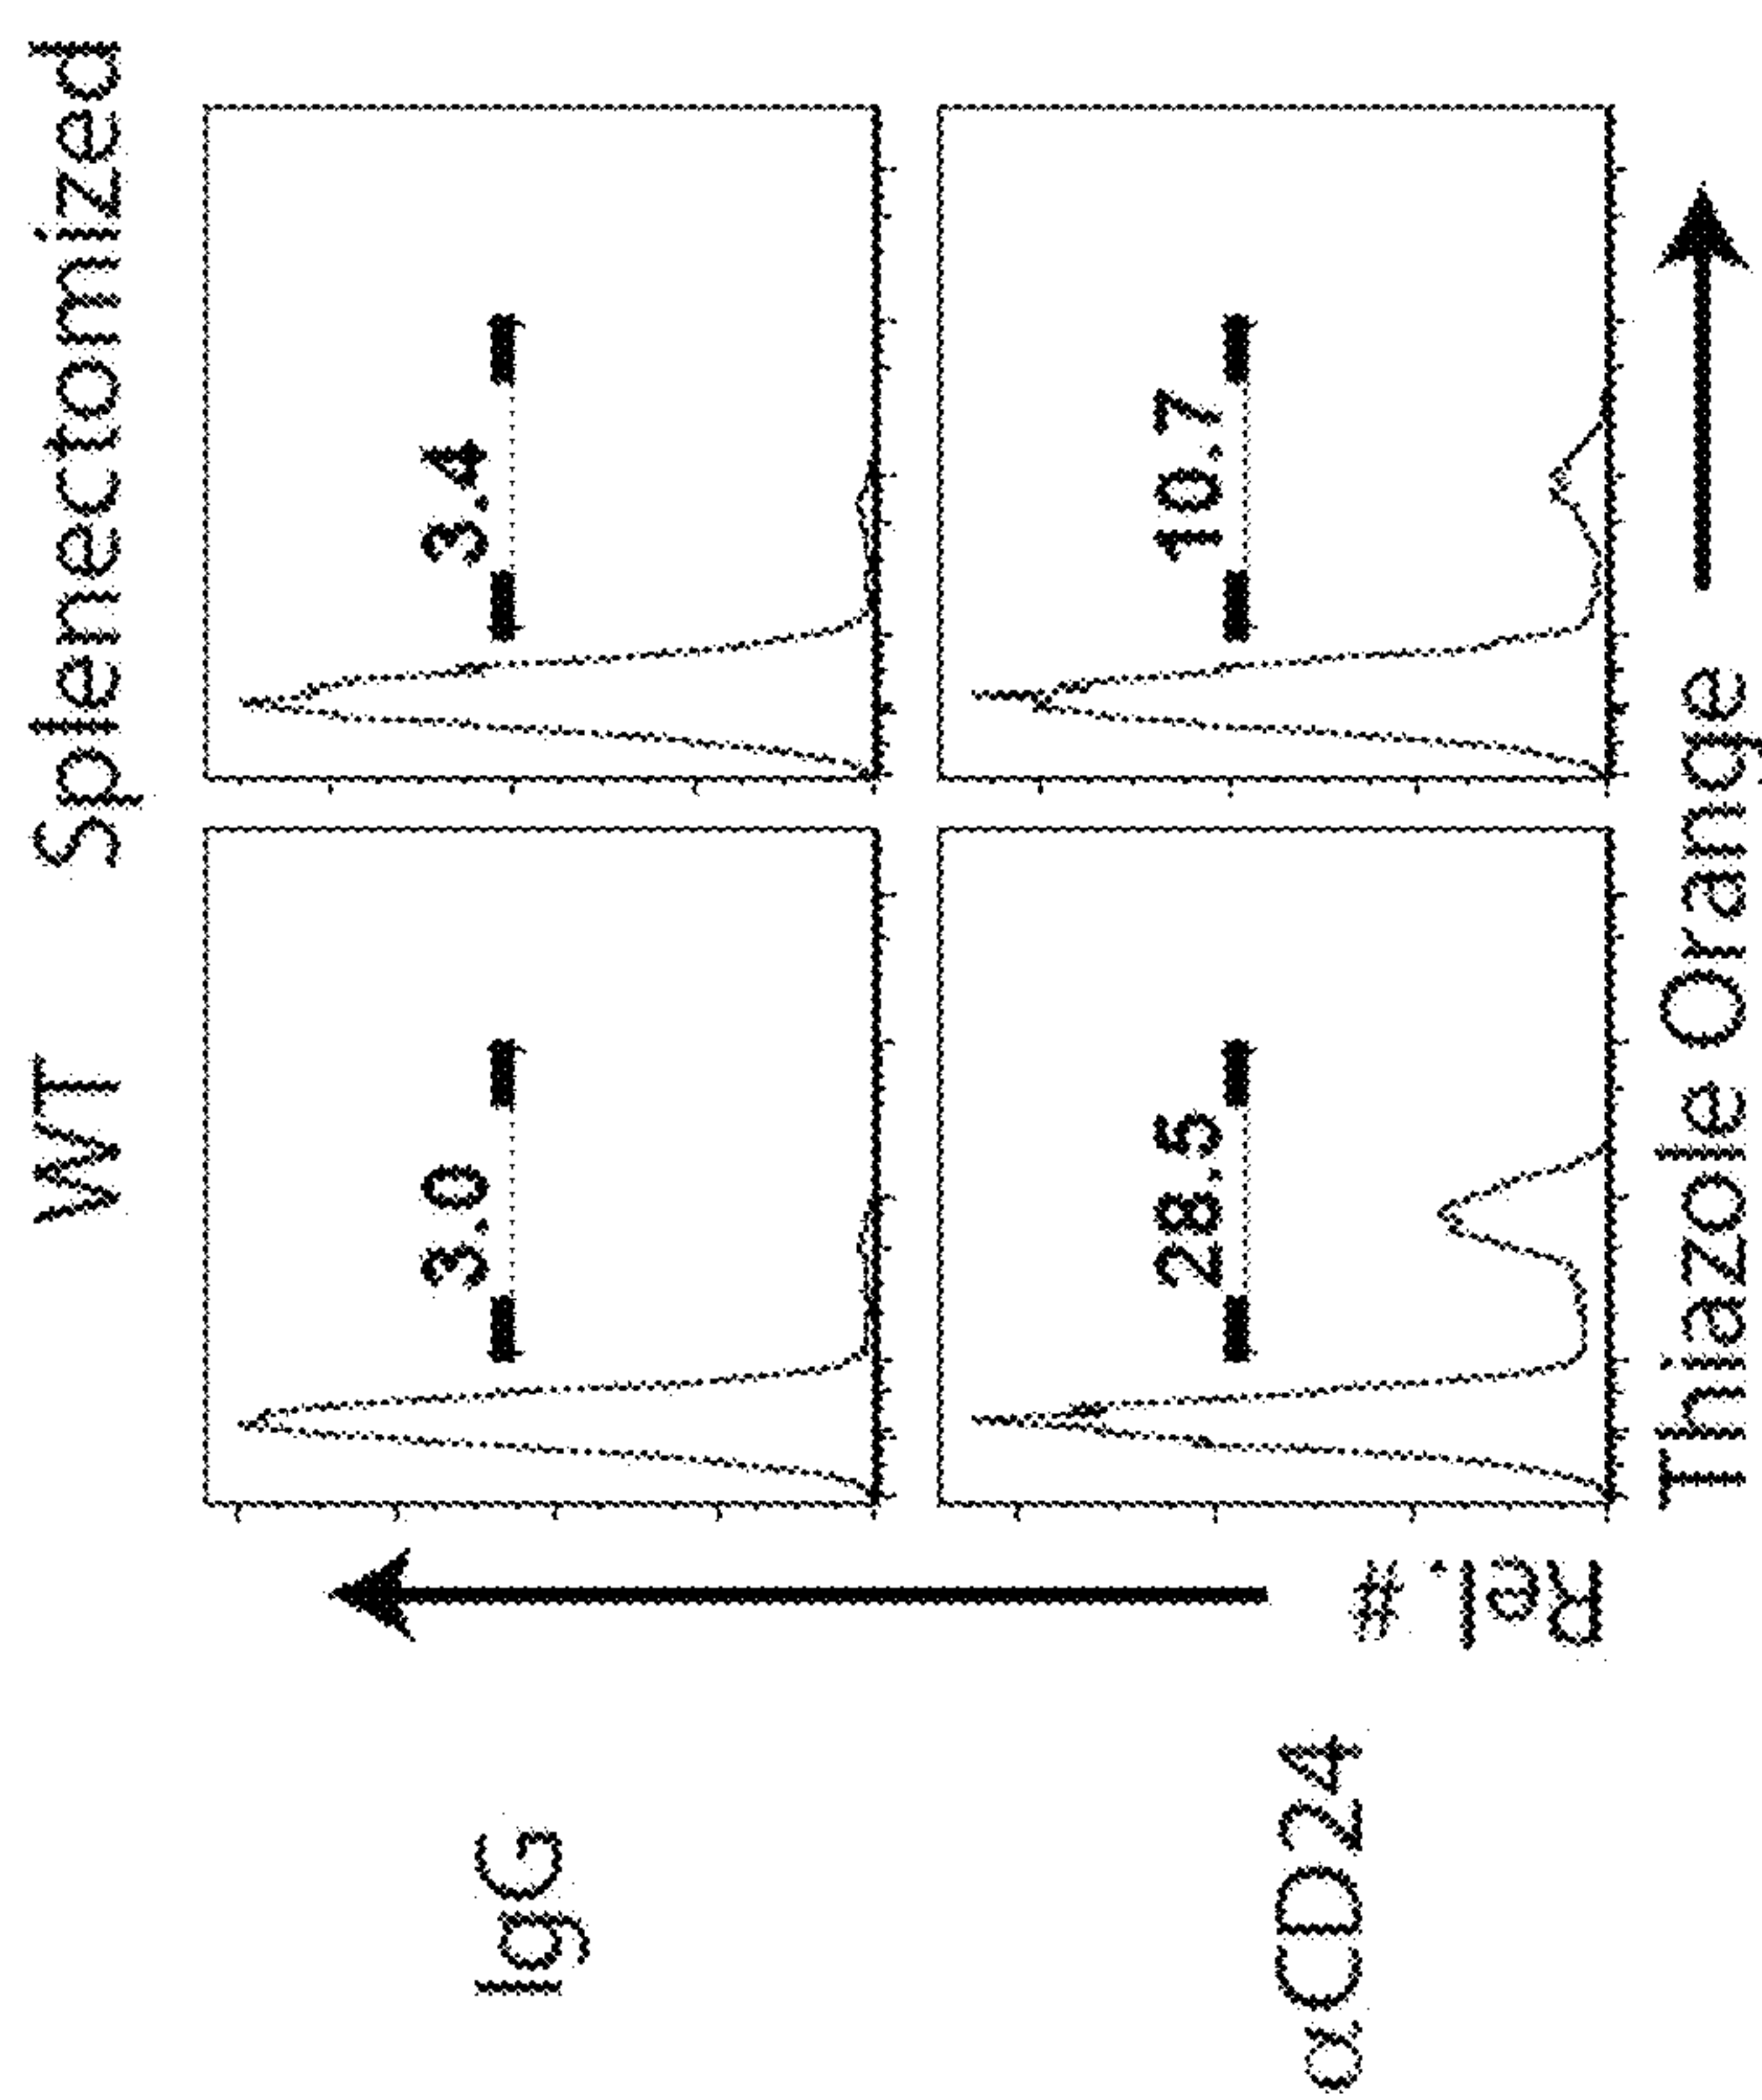 WT Splenectomized
IgG
3.0
3.4
αCD24
28.5
10.7
Rel. #
Thiazole Orange